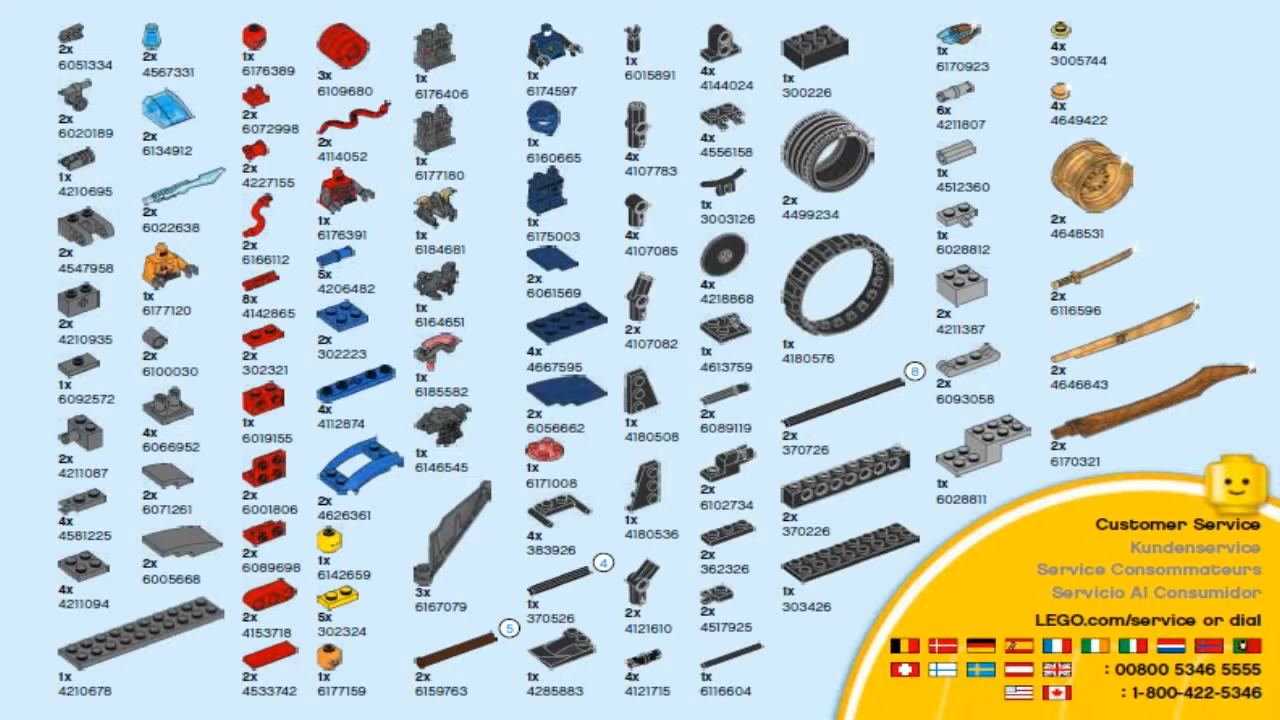 2x
6051334
2x
6020189
1x
4210695
2x
4547958
2x
4210935
1x
6092572
2x
4211087
4x
4581225
4x
4211094
1x
4210678
2x
4567331
2x
6134912
2x
6022638
1x
6177120
2x
6100030
4x
6066952
2x
6071261
2x
6005668
1x
6176389
2x
6072998
2x
4227155
2x
6166112
8x
4142865
2x
302321
1x
6019155
2x
6001806
2x
6089698
2x
4153718
2x
4533742
3x
6109680
2x
4114052
1x
6176391
5x
4206482
2x
302223
4x
4112874
2x
4626361
1x
6142659
5x
302324
1x
6177159
1x
6176406
1x
6177180
1x
6184681
1x
6164651
1x
6185582
1x
6146545
3x
6167079
5
2x
6159763
1x
6174597
1x
6160665
1x
6175003
2x
6061569
4x
4667595
2x
6056662
1x
6171008
4x
383926
4
1x
370526
1x
4285883
1x
6015891
4x
4107783
4x
4107085
2x
4107082
1x
4180508
1x
4180536
2x
4121610
4x
4121715
4x
4144024
4x
4556158
1x
3003126
4x
4218868
1x
4613759
2x
6089119
2x
6102734
2x
362326
2x
4517925
1x
6116604
1x
300226
2x
4499234
1x
4180576
8
2x
370726
2x
370226
1x
303426
1x
6170923
6x
4211807
1x
4512360
1x
6028812
2x
4211387
2x
6093058
1x
6028811
4x
3005744
4x
4649422
2x
4648531
2x
6116596
2x
4646843
2x
6170321
Customer Service
Kundenservice
Service Consommateurs
Servicio Al Consumidor
LEGO.com/service or dial
: 00800 5346 5555
: 1-800-422-5346